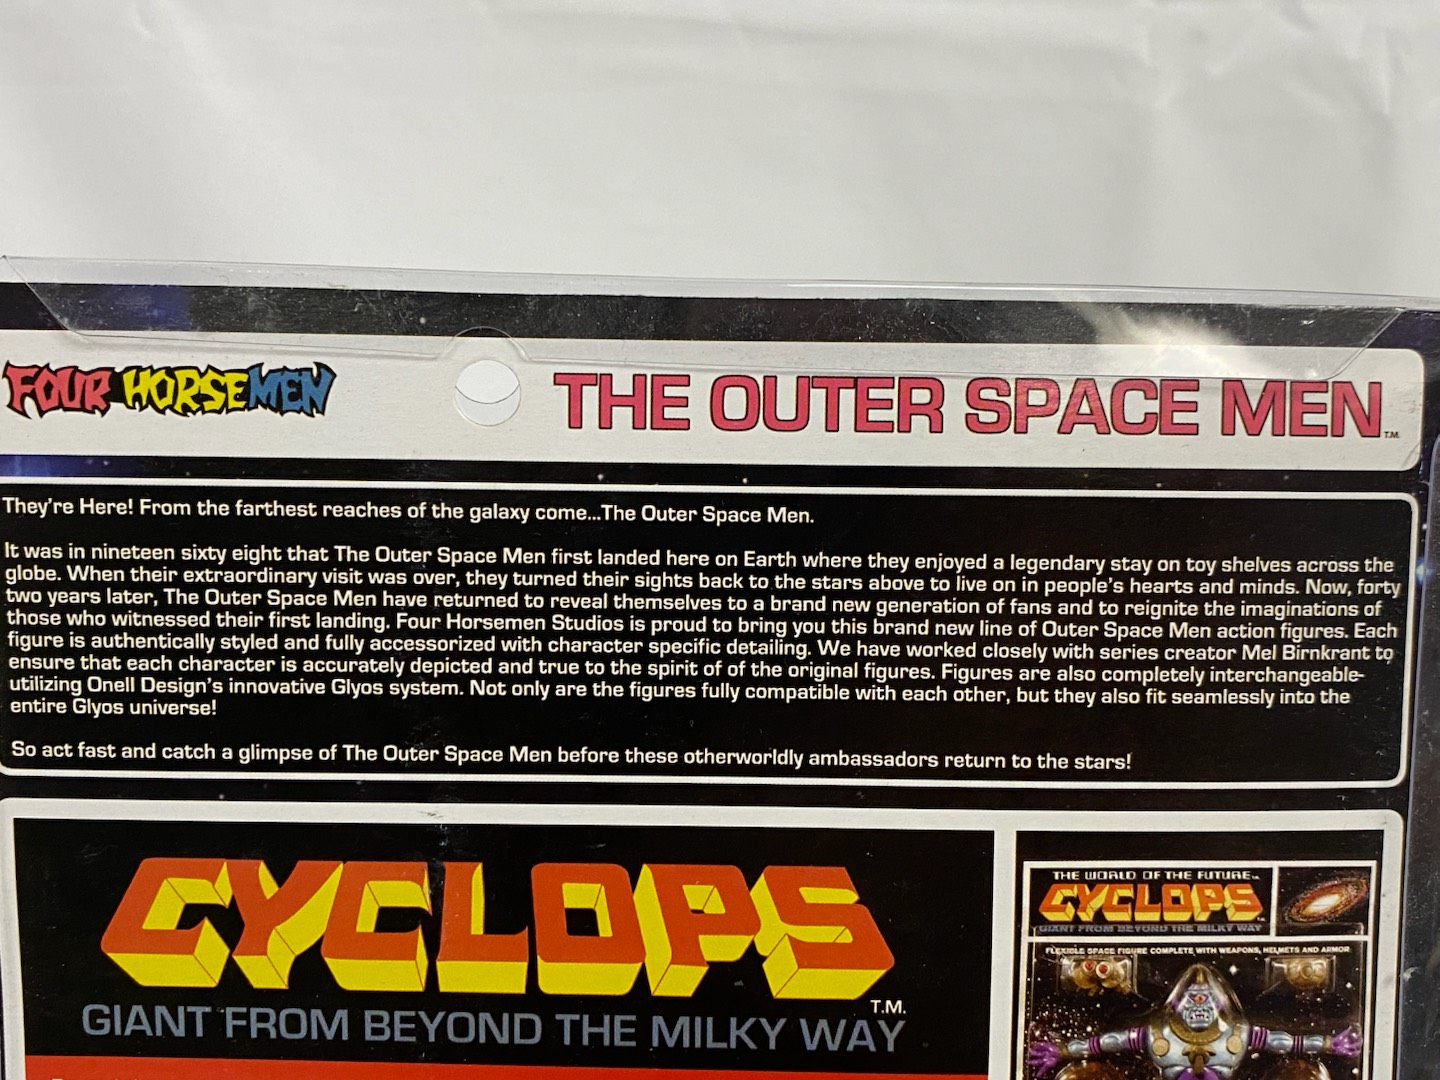 FOUR HORSEMEN
THE OUTER SPACE MEN T.M.
They're Here! From the farthest reaches of the galaxy come...The Outer Space Men.
It was in nineteen sixty eight that The Outer Space Men first landed here on Earth where they enjoyed a legendary stay on toy shelves across the
globe. When their extraordinary visit was over, they turned their sights back to the stars above to live on in people's hearts and minds. Now, forty
two years later, The Outer Space Men have returned to reveal themselves to a brand new generation of fans and to reignite the imaginations of
those who witnessed their first landing. Four Horsemen Studios is proud to bring you this brand new line of Outer Space Men action figures. Each
figure is authentically styled and fully accessorized with character specific detailing. We have worked closely with series creator Mel Birnkrant to
ensure that each character is accurately depicted and true to the spirit of of the original figures. Figures are also completely interchangeable-
utilizing Onell Design's innovative Glyos system. Not only are the figures fully compatible with each other, but they also fit seamlessly into the
entire Glyos universe!
So act fast and catch a glimpse of The Outer Space Men before these otherworldly ambassadors return to the stars!
CYCLOPS T.M.
GIANT FROM BEYOND THE MILKY WAY
THE WORLD OF THE FUTURE
CYCLOPS
GIANT FROM BEYOND THE MILKY WAY
FLEXIBLE SPACE FIGURE COMPLETE WITH WEAPONS, HELMETS AND ARMOR